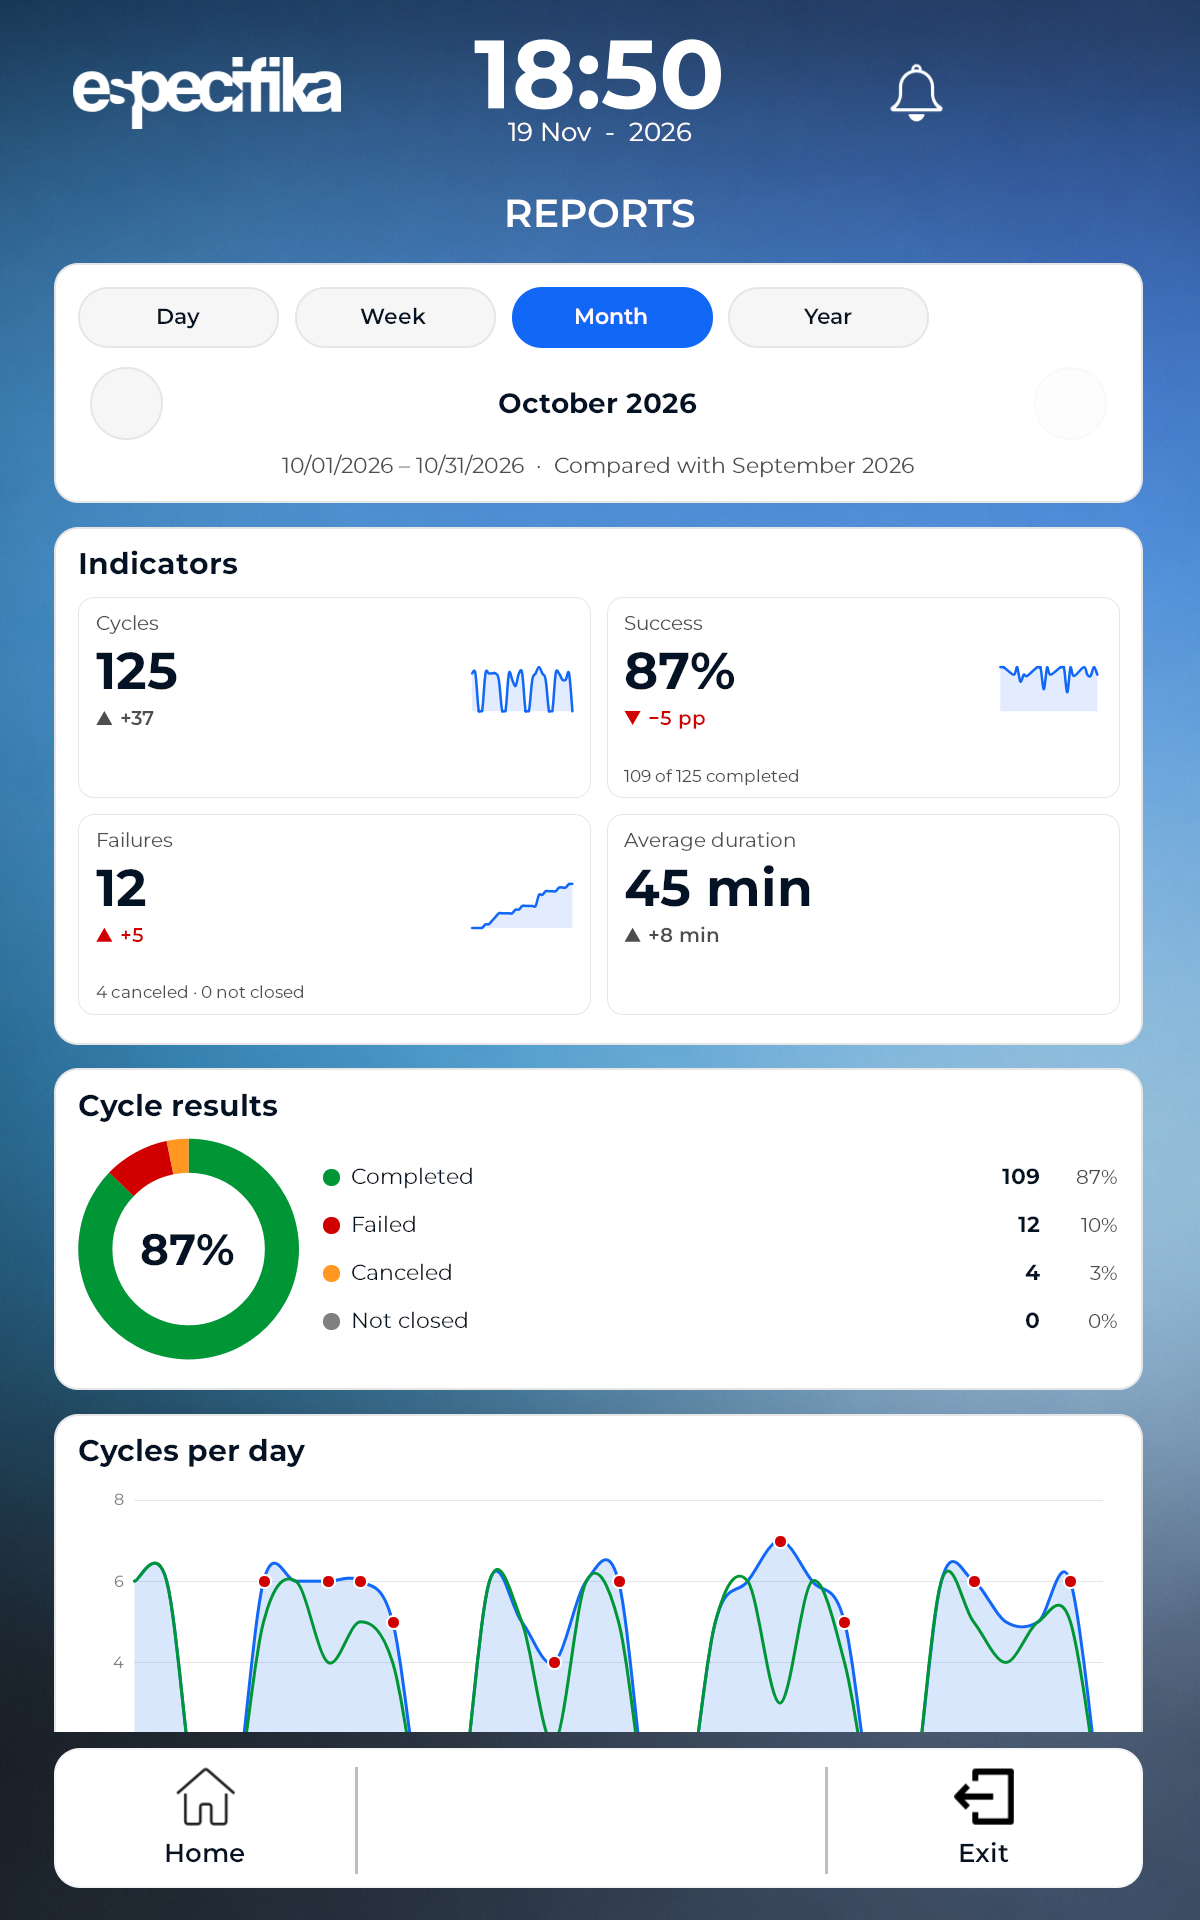 especifika
18:50
19 Nov - 2026
REPORTS
Day Week Month Year
October 2026
10/01/2026 – 10/31/2026 · Compared with September 2026
Indicators
Cycles
125
▲ +37
Success
87%
▼ −5 pp
109 of 125 completed
Failures
12
▲ +5
4 canceled · 0 not closed
Average duration
45 min
▲ +8 min
Cycle results
87%
Completed 109 87%
Failed 12 10%
Canceled 4 3%
Not closed 0 0%
Cycles per day
8
6
4
Home
Exit